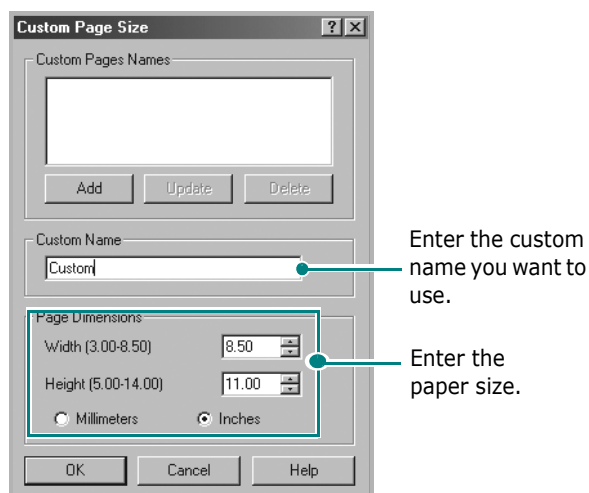 Custom Page Size
Custom Pages Names
Add Update Delete
Custom Name
Custom
Enter the custom
name you want to
use.
Page Dimensions
Width (3.00-8.50) 8.50
Height (5.00-14.00) 11.00
Millimeters Inches
Enter the
paper size.
OK Cancel Help